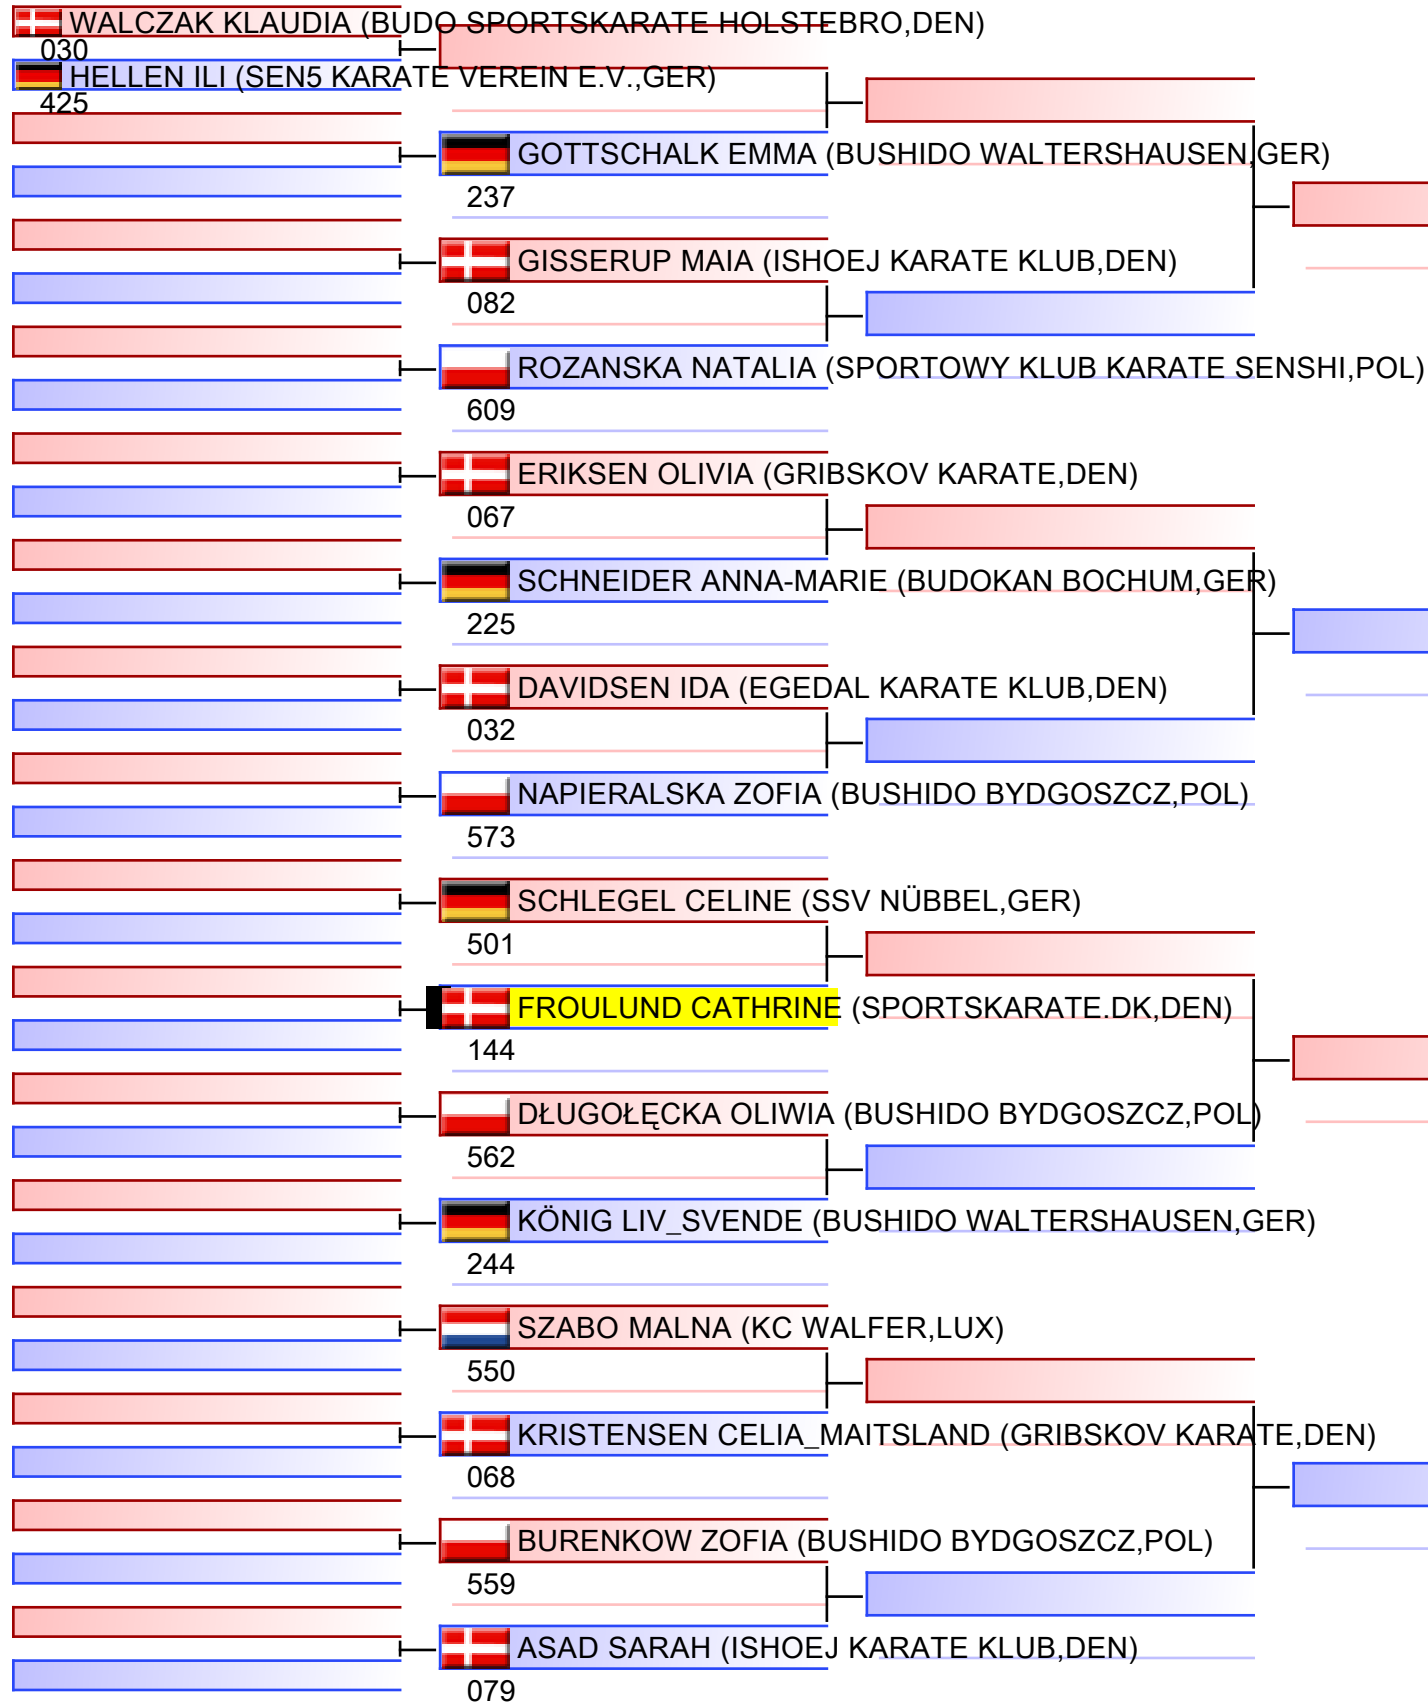 WALCZAK KLAUDIA (BUDO SPORTSKARATE HOLSTEBRO,DEN)
030
HELLEN ILI (SEN5 KARATE VEREIN E.V.,GER)
425
GOTTSCHALK EMMA (BUSHIDO WALTERSHAUSEN,GER)
237
GISSERUP MAIA (ISHOEJ KARATE KLUB,DEN)
082
ROZANSKA NATALIA (SPORTOWY KLUB KARATE SENSHI,POL)
609
ERIKSEN OLIVIA (GRIBSKOV KARATE,DEN)
067
SCHNEIDER ANNA-MARIE (BUDOKAN BOCHUM,GER)
225
DAVIDSEN IDA (EGEDAL KARATE KLUB,DEN)
032
NAPIERALSKA ZOFIA (BUSHIDO BYDGOSZCZ,POL)
573
SCHLEGEL CELINE (SSV NÜBBEL,GER)
501
FROULUND CATHRINE (SPORTSKARATE.DK,DEN)
144
DŁUGOŁĘCKA OLIWIA (BUSHIDO BYDGOSZCZ,POL)
562
KÖNIG LIV_SVENDE (BUSHIDO WALTERSHAUSEN,GER)
244
SZABO MALNA (KC WALFER,LUX)
550
KRISTENSEN CELIA_MAITSLAND (GRIBSKOV KARATE,DEN)
068
BURENKOW ZOFIA (BUSHIDO BYDGOSZCZ,POL)
559
ASAD SARAH (ISHOEJ KARATE KLUB,DEN)
079